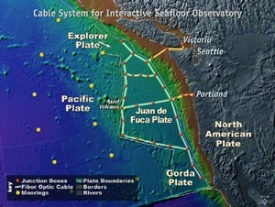 Cable System for Interactive Seafloor Observatory
Explorer
Plate
Victoria
Seattle
Pacific
Plate
Axial
Volcano
Portland
Juan de
Fuca Plate
North
American
Plate
Gorda
Plate
key
Junction Boxes
Plate Boundaries
Fiber Optic Cable
Borders
Moorings
Rivers